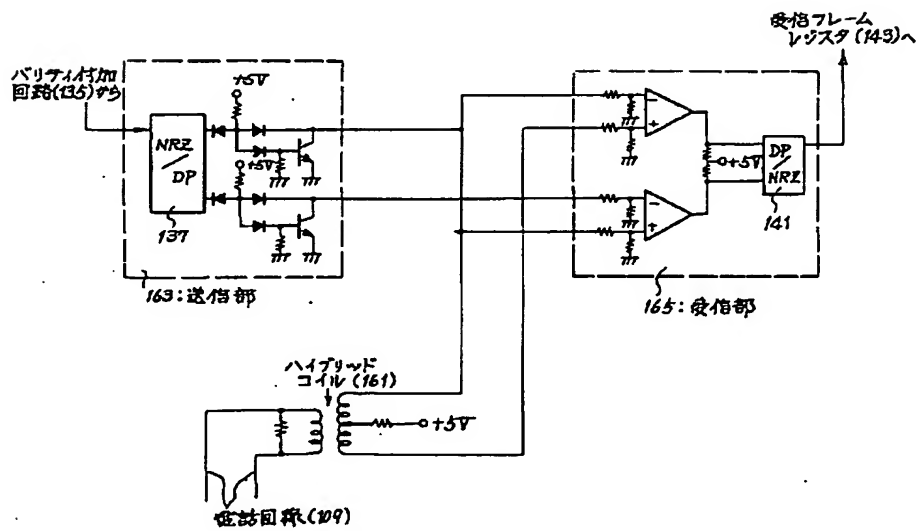 受信フレーム
レジスタ(143)へ
パリティ付加
回路(135)から
+5V
NRZ
DP
137
+5V
163:送信部
+5V
DP
NRZ
141
165:受信部
ハイブリッド
コイル(161)
+5V
電話回線(109)